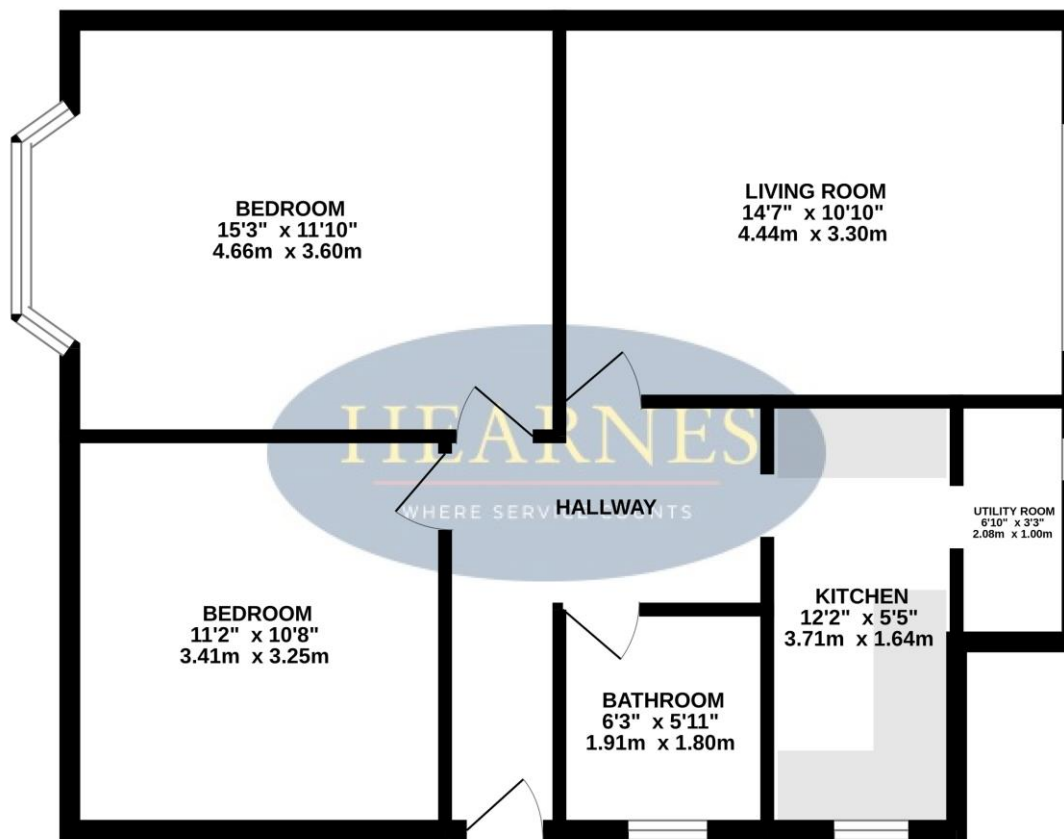 BEDROOM
15'3" x 11'10"
4.66m x 3.60m
LIVING ROOM
14'7" x 10'10"
4.44m x 3.30m
HEARNES
WHERE SERVICE COUNTS
HALLWAY
UTILITY ROOM
6'10" x 3'3"
2.08m x 1.00m
BEDROOM
11'2" x 10'8"
3.41m x 3.25m
KITCHEN
12'2" x 5'5"
3.71m x 1.64m
BATHROOM
6'3" x 5'11"
1.91m x 1.80m